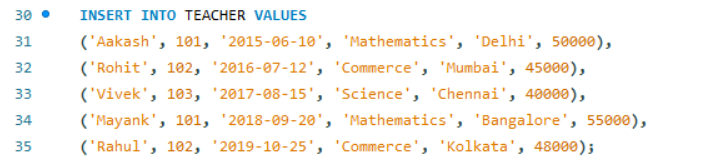 30 INSERT INTO TEACHER VALUES
31 ('Aakash', 101, '2015-06-10', 'Mathematics', 'Delhi', 50000),
32 ('Rohit', 102, '2016-07-12', 'Commerce', 'Mumbai', 45000),
33 ('Vivek', 103, '2017-08-15', 'Science', 'Chennai', 40000),
34 ('Mayank', 101, '2018-09-20', 'Mathematics', 'Bangalore', 55000),
35 ('Rahul', 102, '2019-10-25', 'Commerce', 'Kolkata', 48000);